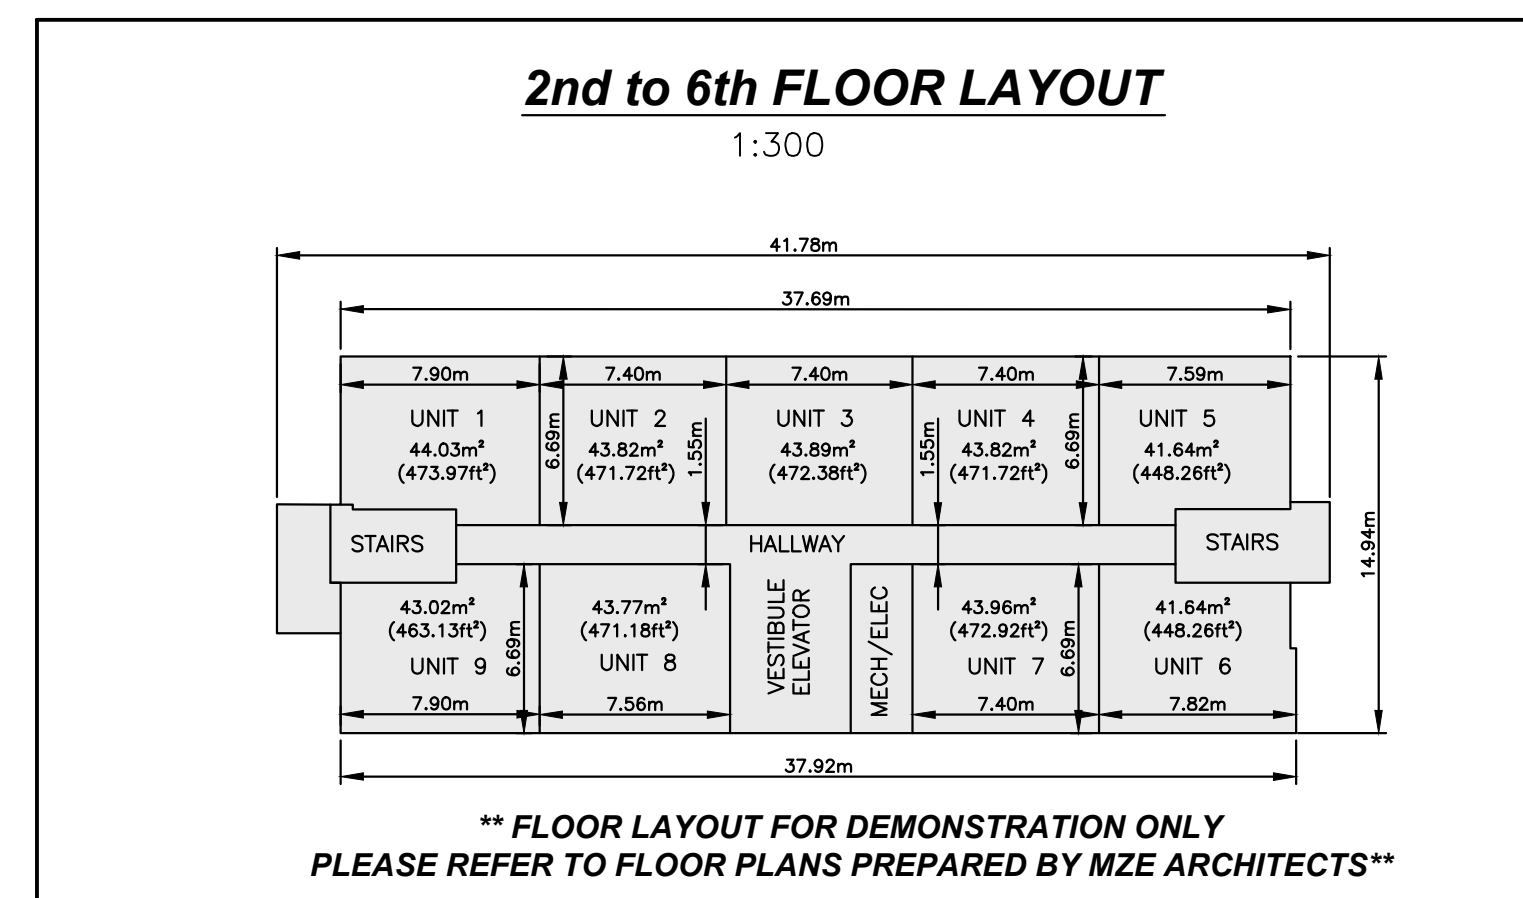 2nd to 6th FLOOR LAYOUT
1:300
41.78m
37.69m
7.90m
7.40m
7.40m
7.40m
7.59m
UNIT 1
44.03m²
(473.97ft²)
6.69m
UNIT 2
43.82m²
(471.72ft²)
1.55m
UNIT 3
43.89m²
(472.38ft²)
1.55m
UNIT 4
43.82m²
(471.72ft²)
6.69m
UNIT 5
41.64m²
(448.26ft²)
14.94m
STAIRS
HALLWAY
STAIRS
43.02m²
(463.13ft²)
UNIT 9
7.90m
6.69m
43.77m²
(471.18ft²)
UNIT 8
7.56m
VESTIBULE
ELEVATOR
MECH/ELEC
43.96m²
(472.92ft²)
UNIT 7
7.40m
6.69m
41.64m²
(448.26ft²)
UNIT 6
7.82m
37.92m
** FLOOR LAYOUT FOR DEMONSTRATION ONLY
PLEASE REFER TO FLOOR PLANS PREPARED BY MZE ARCHITECTS**